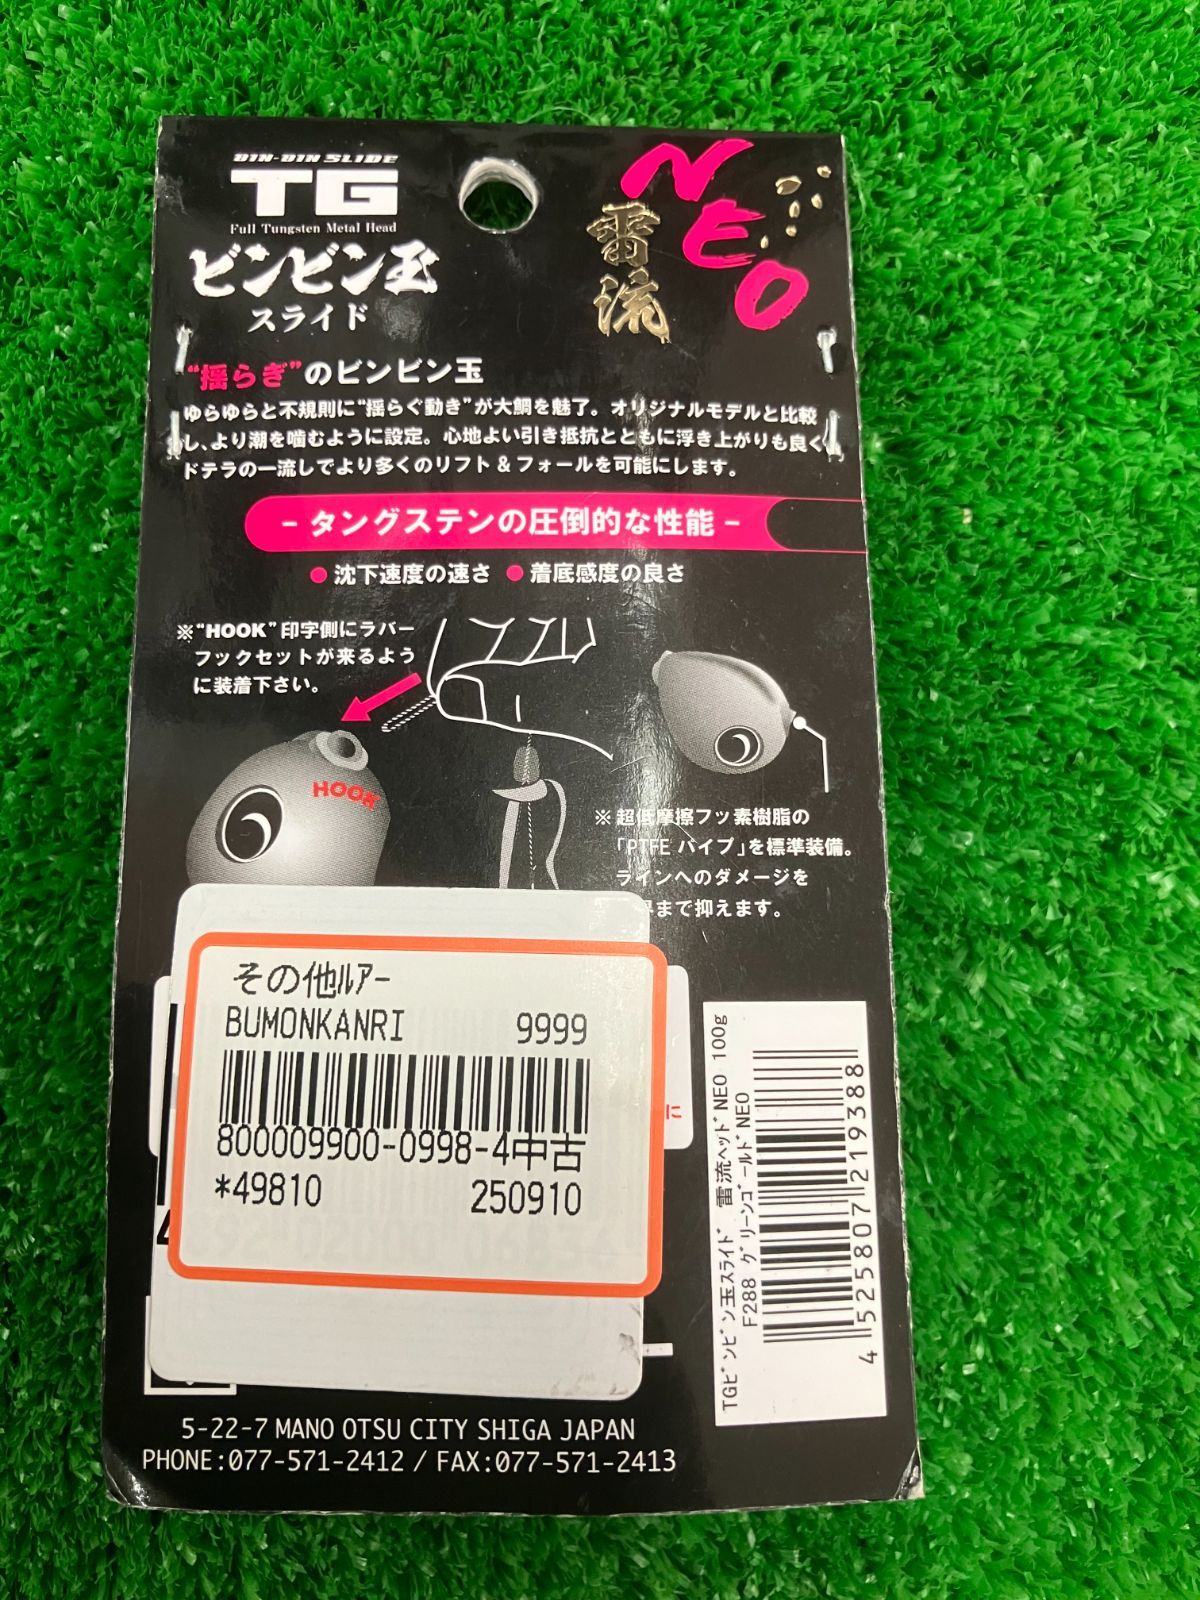 BIN-BIN SLIDE
TG
Full Tungsten Metal Head
ビンビン玉
スライド
NEO
雷流
"揺らぎ"のビンビン玉
ゆらゆらと不規則に"揺らぐ動き"が大鯛を魅了。オリジナルモデルと比較
し、より潮を噛むように設定。心地よい引き抵抗とともに浮き上がりも良く
ドテラの一流しでより多くのリフト&フォールを可能にします。
- タングステンの圧倒的な性能 -
●沈下速度の速さ ●着底感度の良さ
※"HOOK"印字側にラバー
フックセットが来るよう
に装着下さい。
HOOK
※超低摩擦フッ素樹脂の
「PTFE パイプ」を標準装備。
ラインへのダメージを
まで抑えます。
その他ﾙｱｰ
BUMONKANRI 9999
800009900-0998-4中古
*49810 250910
に
TGﾋﾞﾝﾋﾞﾝ玉ｽﾗｲﾄﾞ 雷流ﾍｯﾄﾞNEO 100g
F288 ｸﾞﾘｰﾝｺﾞｰﾙﾄﾞNEO
4 525807 219388
5-22-7 MANO OTSU CITY SHIGA JAPAN
PHONE:077-571-2412 / FAX:077-571-2413